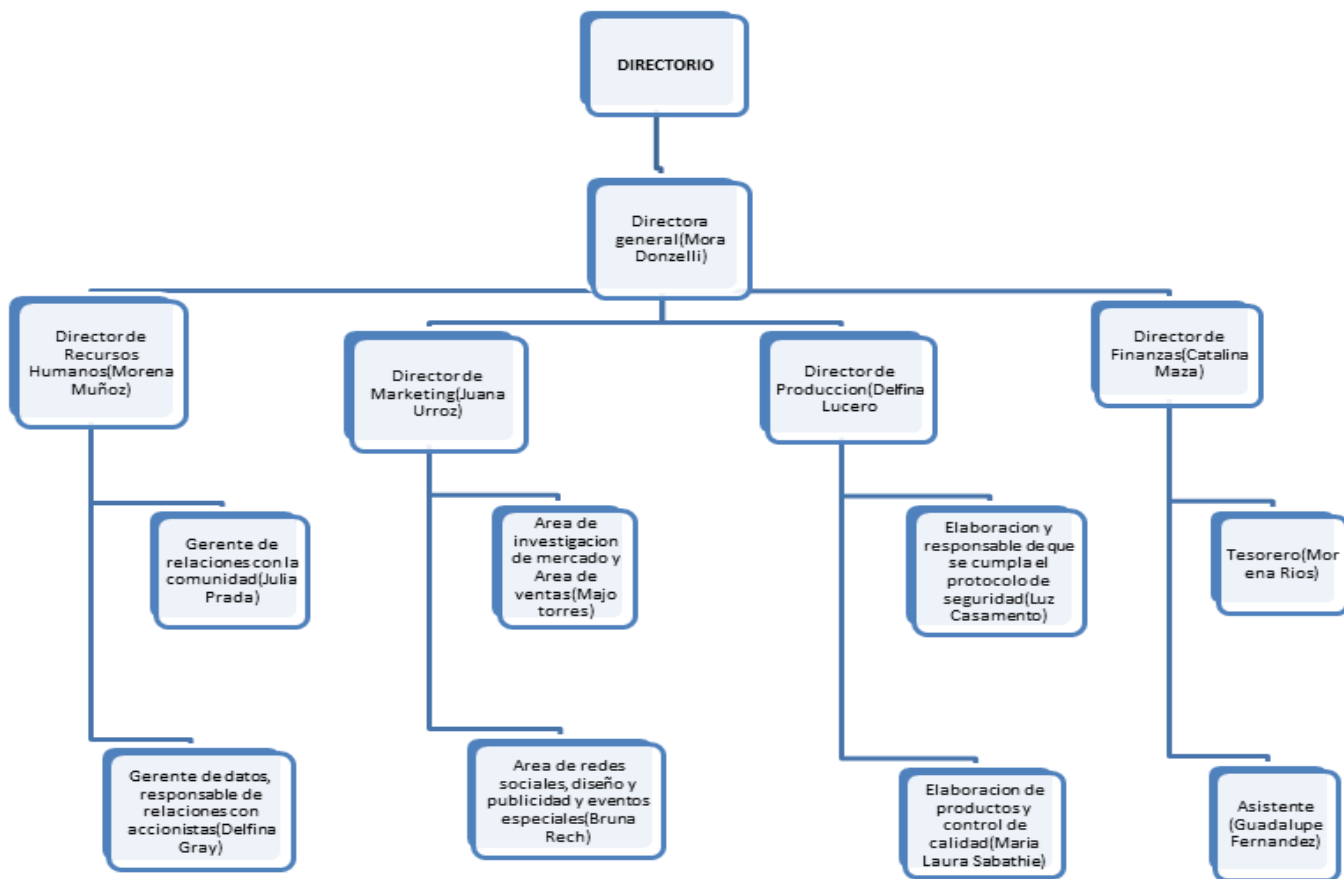 DIRECTORIO
Directora
general(Mora
Donzelli)
Director de
Recursos
Humanos(Morena
Muñoz)
Director de
Marketing(Juana
Urroz)
Director de
Produccion(Delfina
Lucero
Director de
Finanzas(Catalina
Maza)
Gerente de
relaciones con la
comunidad(Julia
Prada)
Area de
investigacion
de mercado y
Area de
ventas(Majo
torres)
Elaboracion y
responsable de que
se cumpla el
protocolo de
seguridad(Luz
Casamento)
Tesorero(Mor
ena Rios)
Gerente de datos,
responsable de
relaciones con
accionistas(Delfina
Gray)
Area de redes
sociales, diseño y
publicidad y eventos
especiales(Bruna
Rech)
Elaboracion de
productos y
control de
calidad(Maria
Laura Sabathie)
Asistente
(Guadalupe
Fernandez)